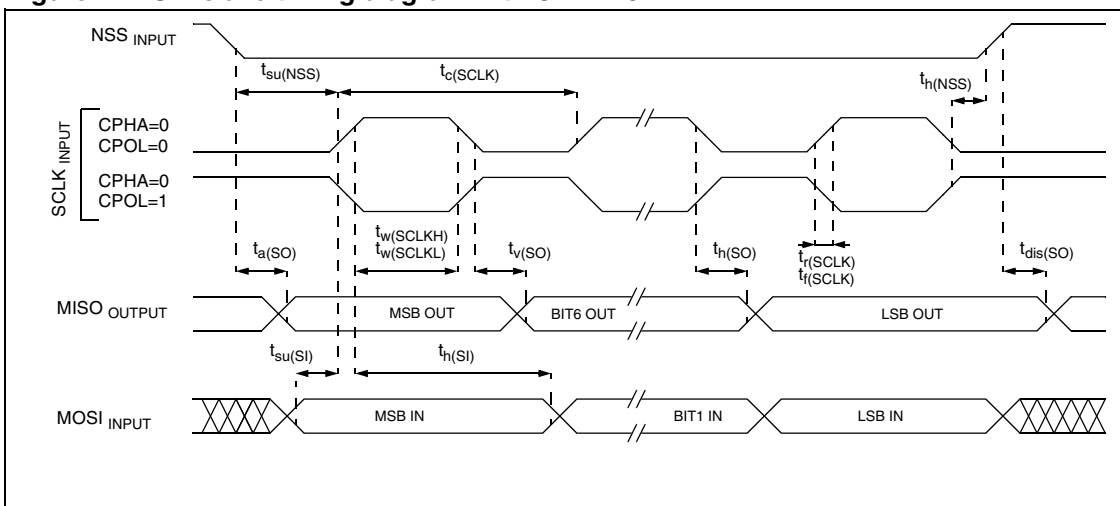 NSS INPUT
tsu(NSS)
tc(SCLK)
th(NSS)
SCLK INPUT
CPHA=0
CPOL=0
CPHA=0
CPOL=1
ta(SO)
tw(SCLKH)
tw(SCLKL)
tv(SO)
th(SO)
tr(SCLK)
tf(SCLK)
tdis(SO)
MISO OUTPUT
MSB OUT
BIT6 OUT
LSB OUT
tsu(SI)
th(SI)
MOSI INPUT
MSB IN
BIT1 IN
LSB IN